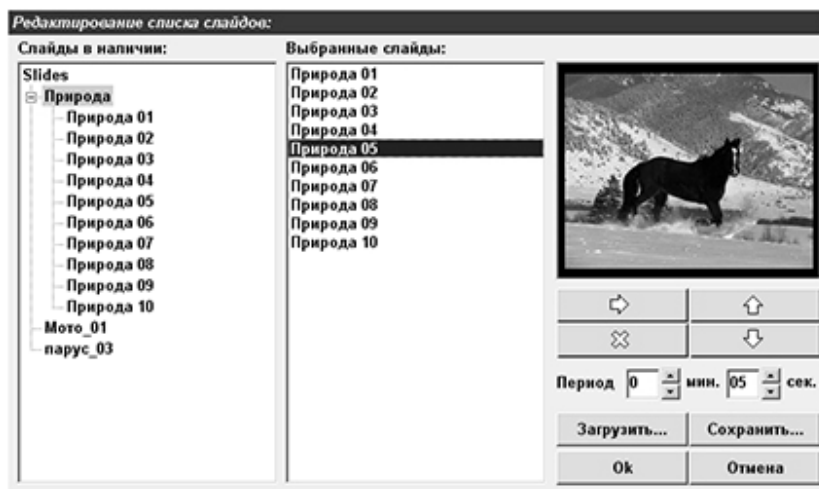 Редактирование списка слайдов:
Слайды в наличии:
Slides
Природа
Природа 01
Природа 02
Природа 03
Природа 04
Природа 05
Природа 06
Природа 07
Природа 08
Природа 09
Природа 10
Мото_01
парус_03
Выбранные слайды:
Природа 01
Природа 02
Природа 03
Природа 04
Природа 05
Природа 06
Природа 07
Природа 08
Природа 09
Природа 10
Период 0 мин. 05 сек.
Загрузить... Сохранить...
Ok Отмена